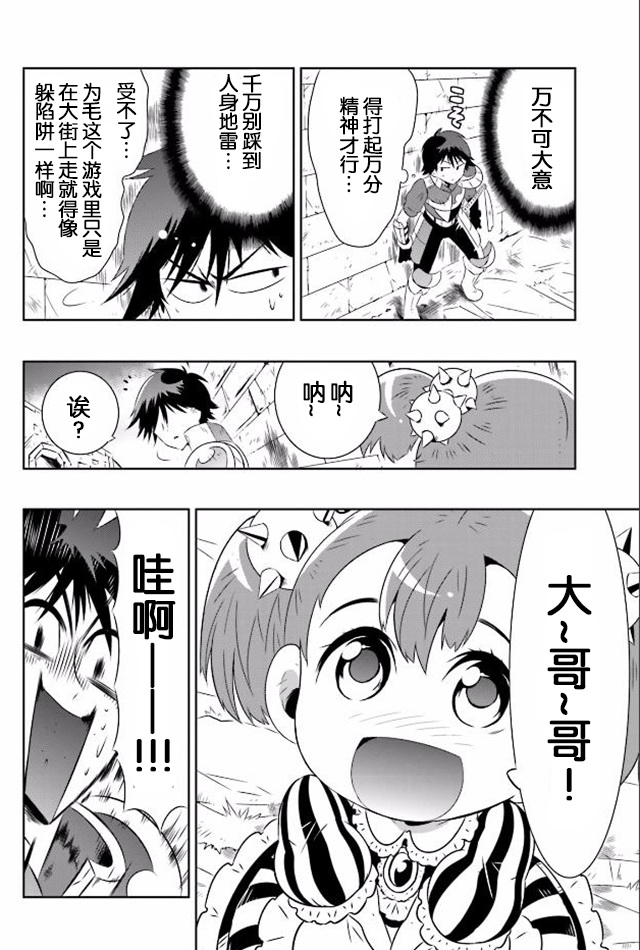 万不可大意
得打起万分
精神才行…
千万别踩到
人身地雷…
受不了…
为毛这个游戏里只是
在大街上走就得像
躲陷阱一样啊…
呐~
呐~
诶?
大~哥~哥!
哇啊——!!!